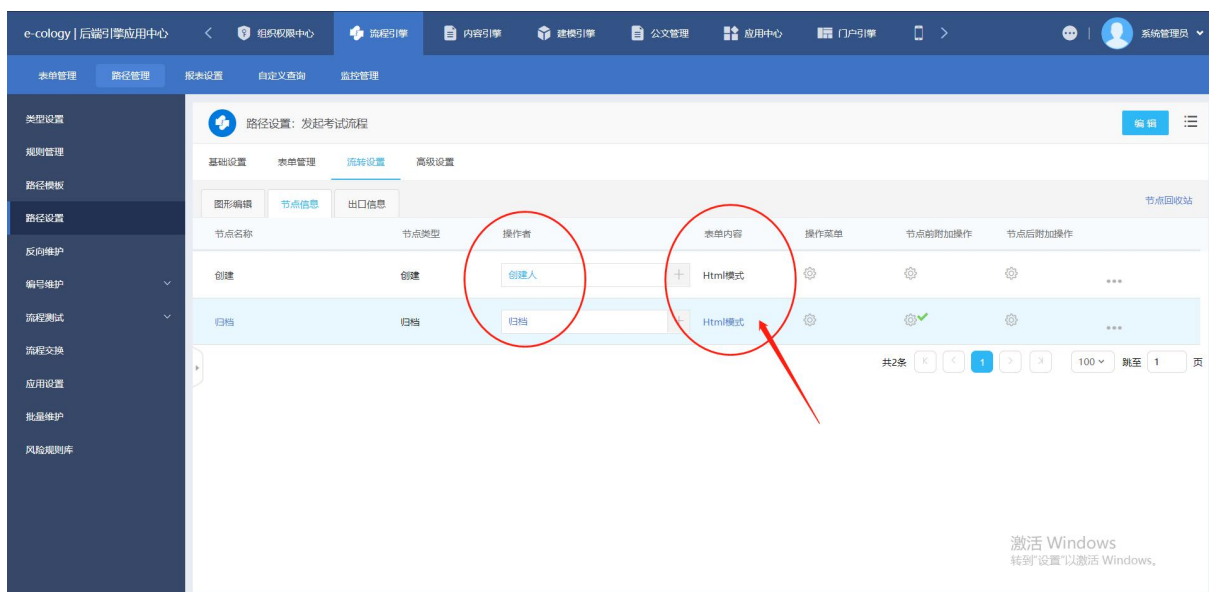 e-cology | 后端引擎应用中心 组织权限中心 流程引擎 内容引擎 建模引擎 公文管理 应用中心 门户引擎 系统管理员
表单管理 路径管理 报表设置 自定义查询 监控管理
类型设置
规则管理
路径模板
路径设置
反向维护
编号维护
流程测试
流程交换
应用设置
批量维护
风险规则库
路径设置：发起考试流程 编辑
基础设置 表单管理 流转设置 高级设置
图形编辑 节点信息 出口信息 节点回收站
节点名称 节点类型 操作者 表单内容 操作菜单 节点前附加操作 节点后附加操作
创建 创建 创建人 Html模式
归档 归档 归档 Html模式
共2条 1 100 跳至 1 页
激活 Windows
转到"设置"以激活 Windows。